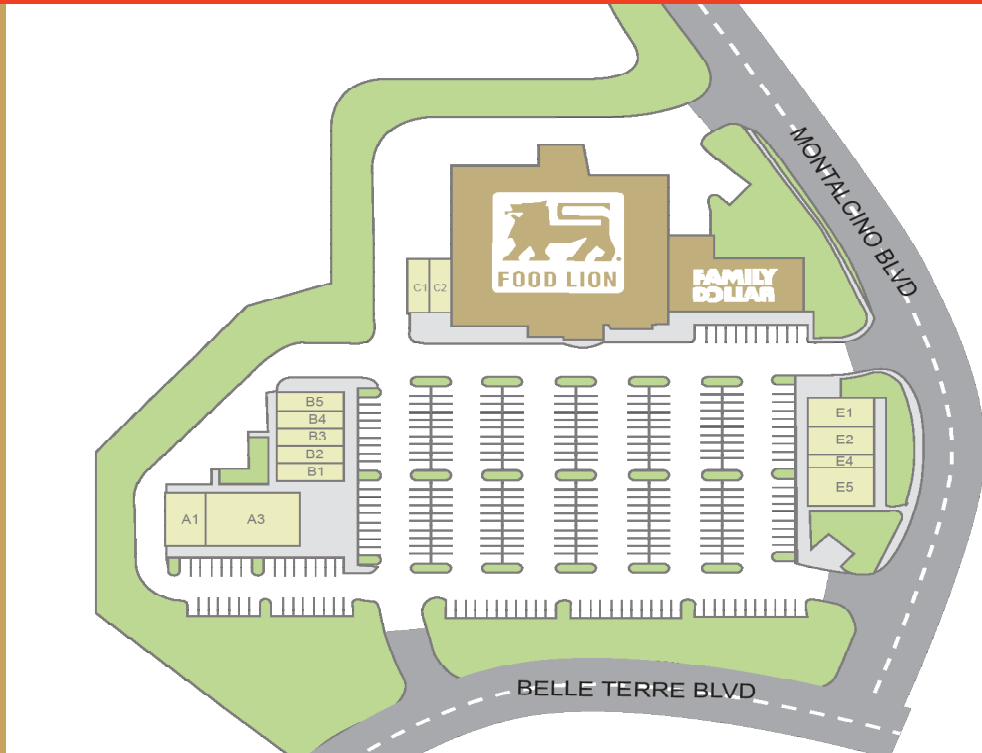 MONTALCINO BLVD
FOOD LION
FAMILY
DOLLAR
C1 C2
B5
B4
B3
B2
B1
E1
E2
E4
E5
A1 A3
BELLE TERRE BLVD